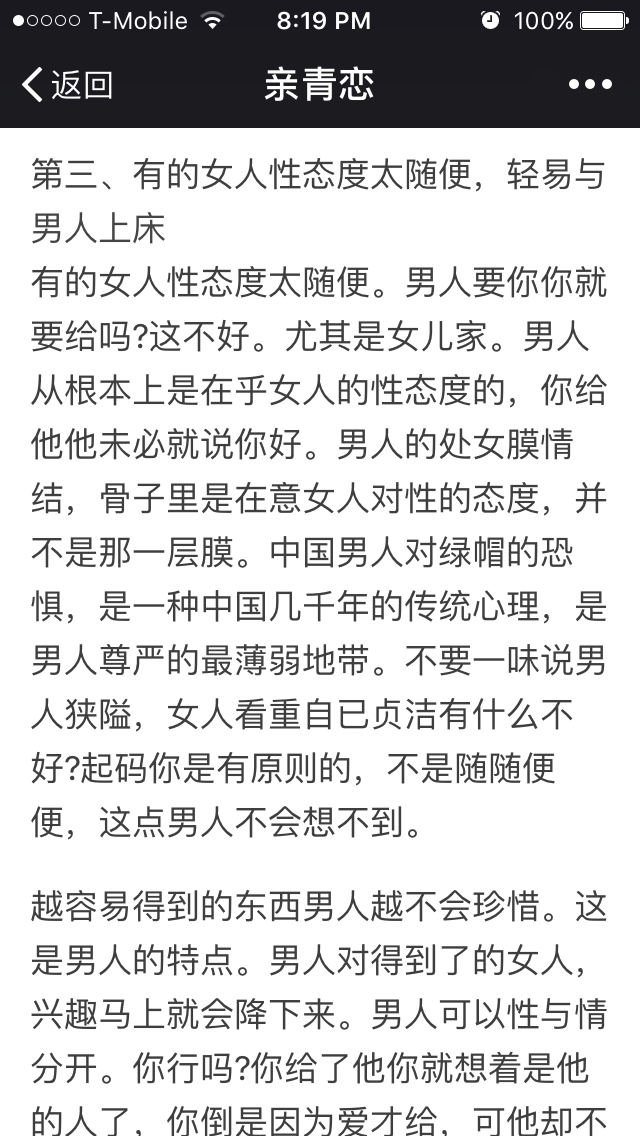 T-Mobile 8:19 PM 100%
返回 亲青恋
第三、有的女人性态度太随便，轻易与
男人上床
有的女人性态度太随便。男人要你你就
要给吗?这不好。尤其是女儿家。男人
从根本上是在乎女人的性态度的，你给
他他未必就说你好。男人的处女膜情
结，骨子里是在意女人对性的态度，并
不是那一层膜。中国男人对绿帽的恐
惧，是一种中国几千年的传统心理，是
男人尊严的最薄弱地带。不要一味说男
人狭隘，女人看重自已贞洁有什么不
好?起码你是有原则的，不是随随便
便，这点男人不会想不到。
越容易得到的东西男人越不会珍惜。这
是男人的特点。男人对得到了的女人，
兴趣马上就会降下来。男人可以性与情
分开。你行吗?你给了他你就想着是他
的人了，你倒是因为爱才给，可他却不